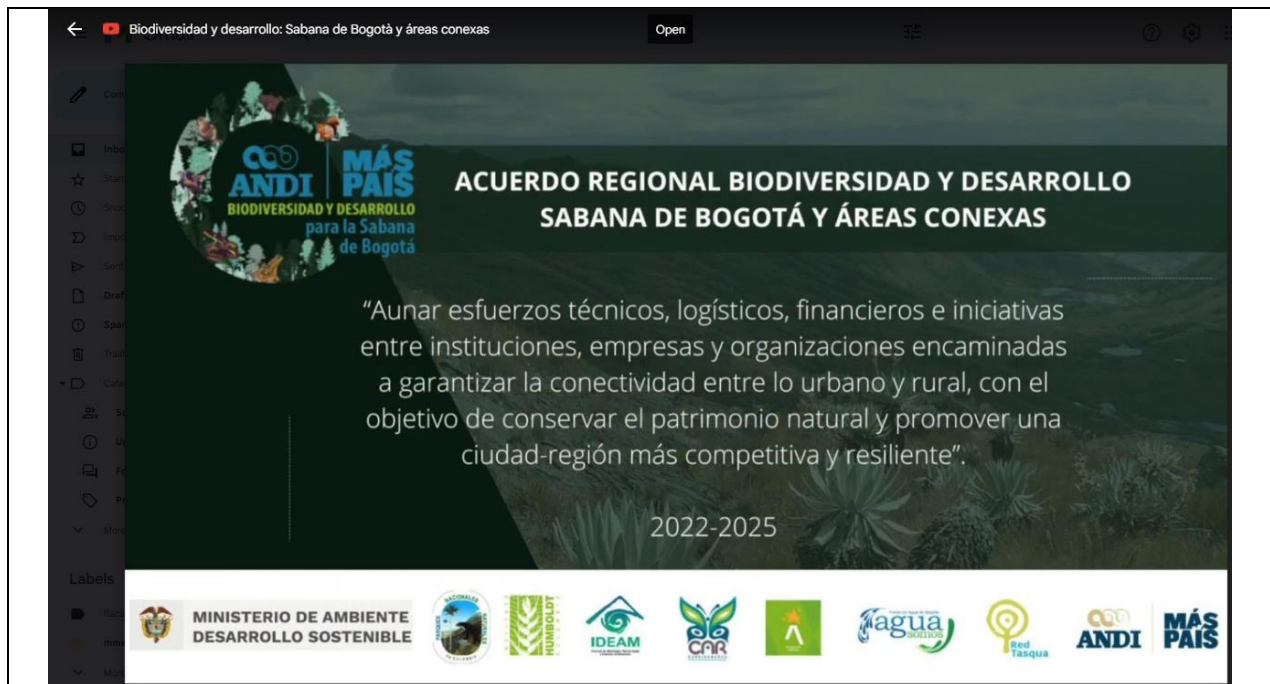 Biodiversidad y desarrollo: Sabana de Bogotà y áreas conexas
Open
Inbo
Draf
Labels
More
ANDI
MÁS
PAÍS
BIODIVERSIDAD Y DESARROLLO
para la Sabana
de Bogotá
ACUERDO REGIONAL BIODIVERSIDAD Y DESARROLLO
SABANA DE BOGOTÁ Y ÁREAS CONEXAS
“Aunar esfuerzos técnicos, logísticos, financieros e iniciativas
entre instituciones, empresas y organizaciones encaminadas
a garantizar la conectividad entre lo urbano y rural, con el
objetivo de conservar el patrimonio natural y promover una
ciudad-región más competitiva y resiliente”.
2022-2025
MINISTERIO DE AMBIENTE
DESARROLLO SOSTENIBLE
HUMBOLDT
IDEAM
CAR
agua
somos
Red
Tasqua
ANDI
MÁS
PAÍS